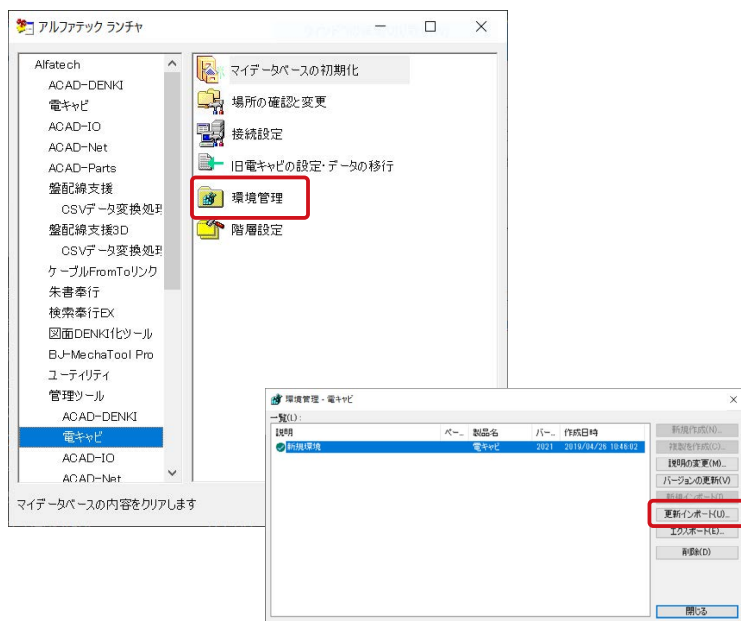 アルファテック ランチャ
Alfatech
ACAD-DENKI
電キャビ
ACAD-IO
ACAD-Net
ACAD-Parts
盤配線支援
CSVデータ変換処理
盤配線支援3D
CSVデータ変換処理
ケーブルFromToリンク
朱書奉行
検索奉行EX
図面DENKI化ツール
BJ-MechaTool Pro
ユーティリティ
管理ツール
ACAD-DENKI
電キャビ
ACAD-IO
ACAD-Net
マイデータベースの初期化
場所の確認と変更
接続設定
旧電キャビの設定・データの移行
環境管理
階層設定
マイデータベースの内容をクリアします
環境管理 - 電キャビ
一覧(L):
説明 ベー... 製品名 バー... 作成日時
新規環境 電キャビ 2021 2019/04/26 10:46:02
新規作成(N)...
複製を作成(C)...
説明の変更(M)...
バージョンの更新(V)
新規インポート(I)...
更新インポート(U)...
エクスポート(E)...
削除(D)
閉じる